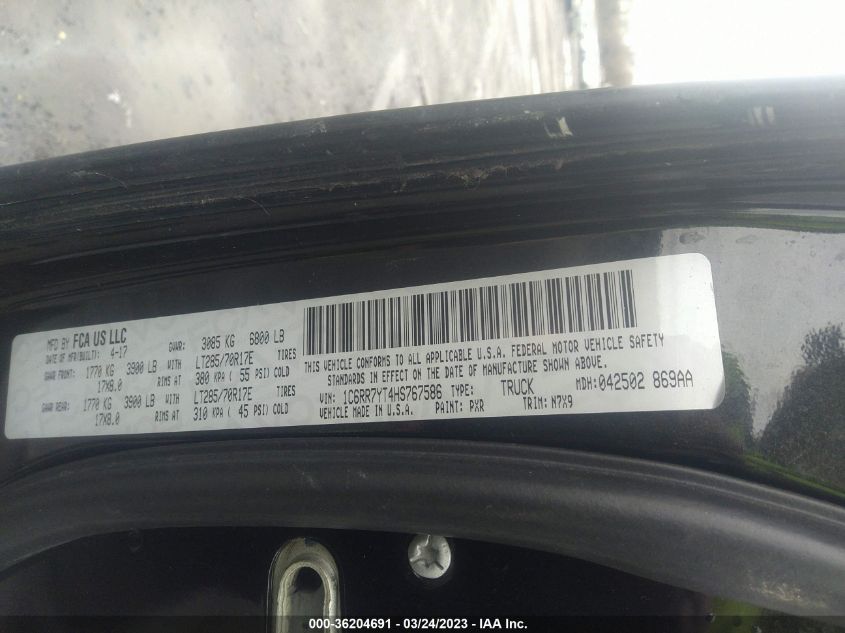 MFD BY FCA US LLC
DATE OF MFR(BUILT): 4-17 GVWR: 3085 KG 6800 LB
GAWR FRONT: 1770 KG 3900 LB WITH LT285/70R17E TIRES
17X8.0 RIMS AT 380 KPA ( 55 PSI) COLD
GAWR REAR: 1770 KG 3900 LB WITH LT285/70R17E TIRES
17X8.0 RIMS AT 310 KPA ( 45 PSI) COLD
THIS VEHICLE CONFORMS TO ALL APPLICABLE U.S.A. FEDERAL MOTOR VEHICLE SAFETY
STANDARDS IN EFFECT ON THE DATE OF MANUFACTURE SHOWN ABOVE.
VIN: 1C6RR7YT4HS767586 TYPE: TRUCK MDH:042502 869AA
VEHICLE MADE IN U.S.A. PAINT: PXR TRIM: N7X9
000-36204691 - 03/24/2023 - IAA Inc.